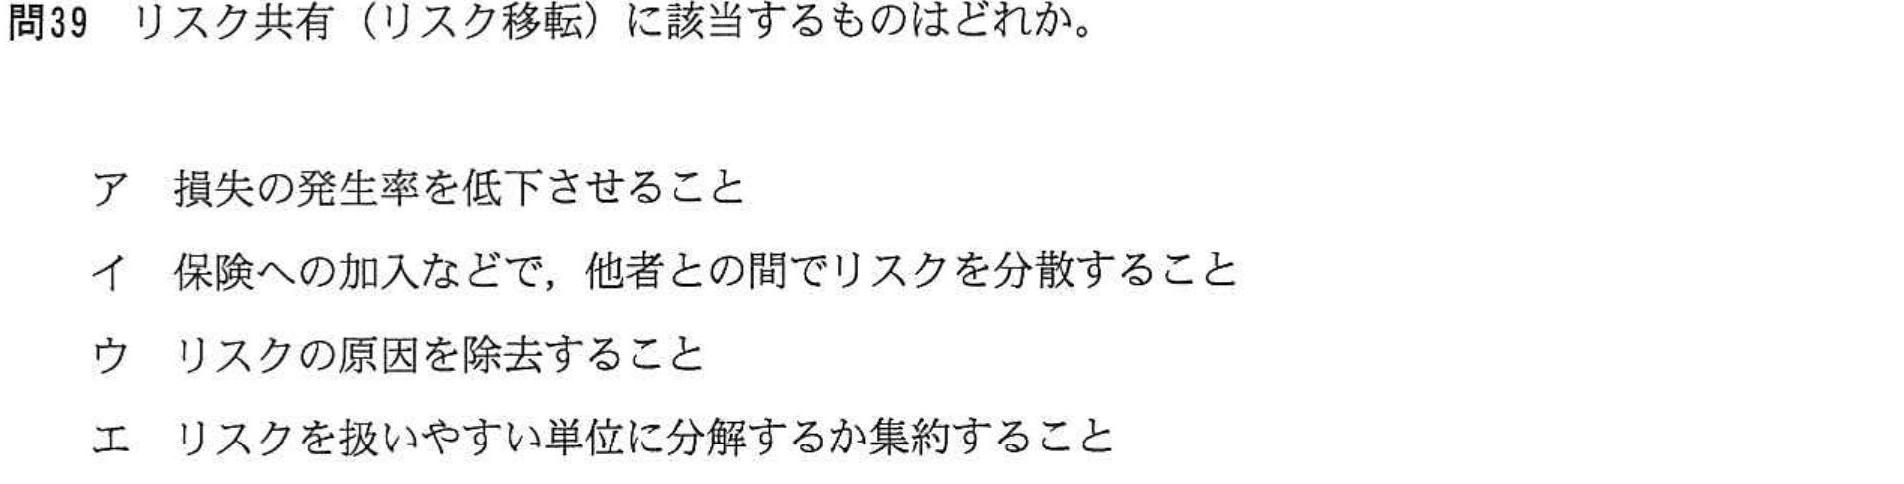 問39　リスク共有（リスク移転）に該当するものはどれか。
ア　損失の発生率を低下させること
イ　保険への加入などで，他者との間でリスクを分散すること
ウ　リスクの原因を除去すること
エ　リスクを扱いやすい単位に分解するか集約すること